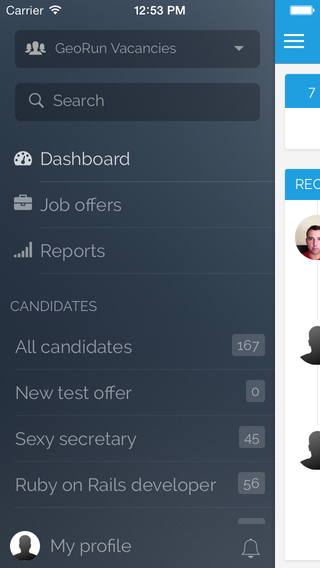 Carrier 12:53 PM
GeoRun Vacancies
Search
7
Dashboard
Job offers
REC
Reports
CANDIDATES
All candidates 167
New test offer 0
Sexy secretary 45
Ruby on Rails developer 56
My profile